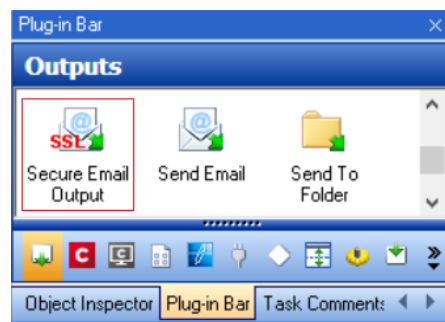 Plug-in Bar
Outputs
SSL
Secure Email
Output
Send Email
Send To
Folder
C
C
Object Inspector
Plug-in Bar
Task Comments